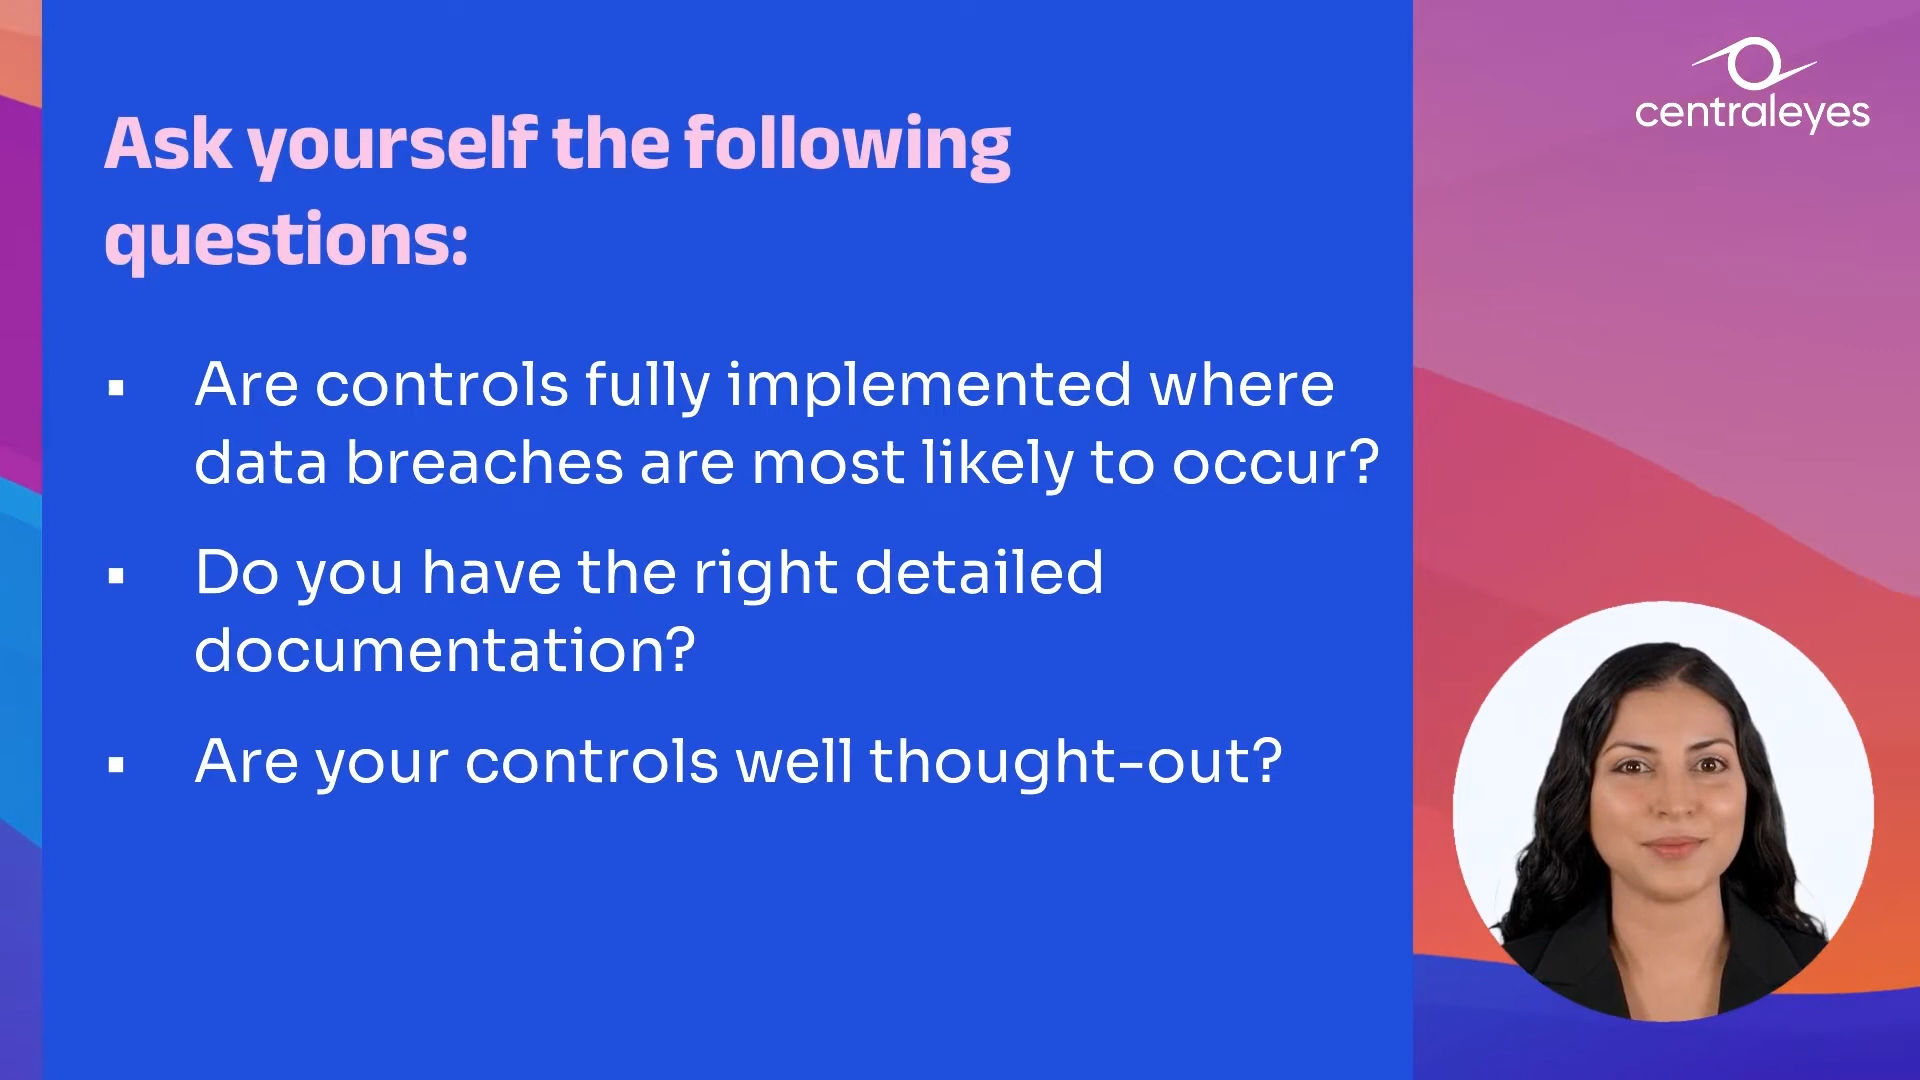 centraleyes
Ask yourself the following
questions:
▪ Are controls fully implemented where
data breaches are most likely to occur?
▪ Do you have the right detailed
documentation?
▪ Are your controls well thought-out?